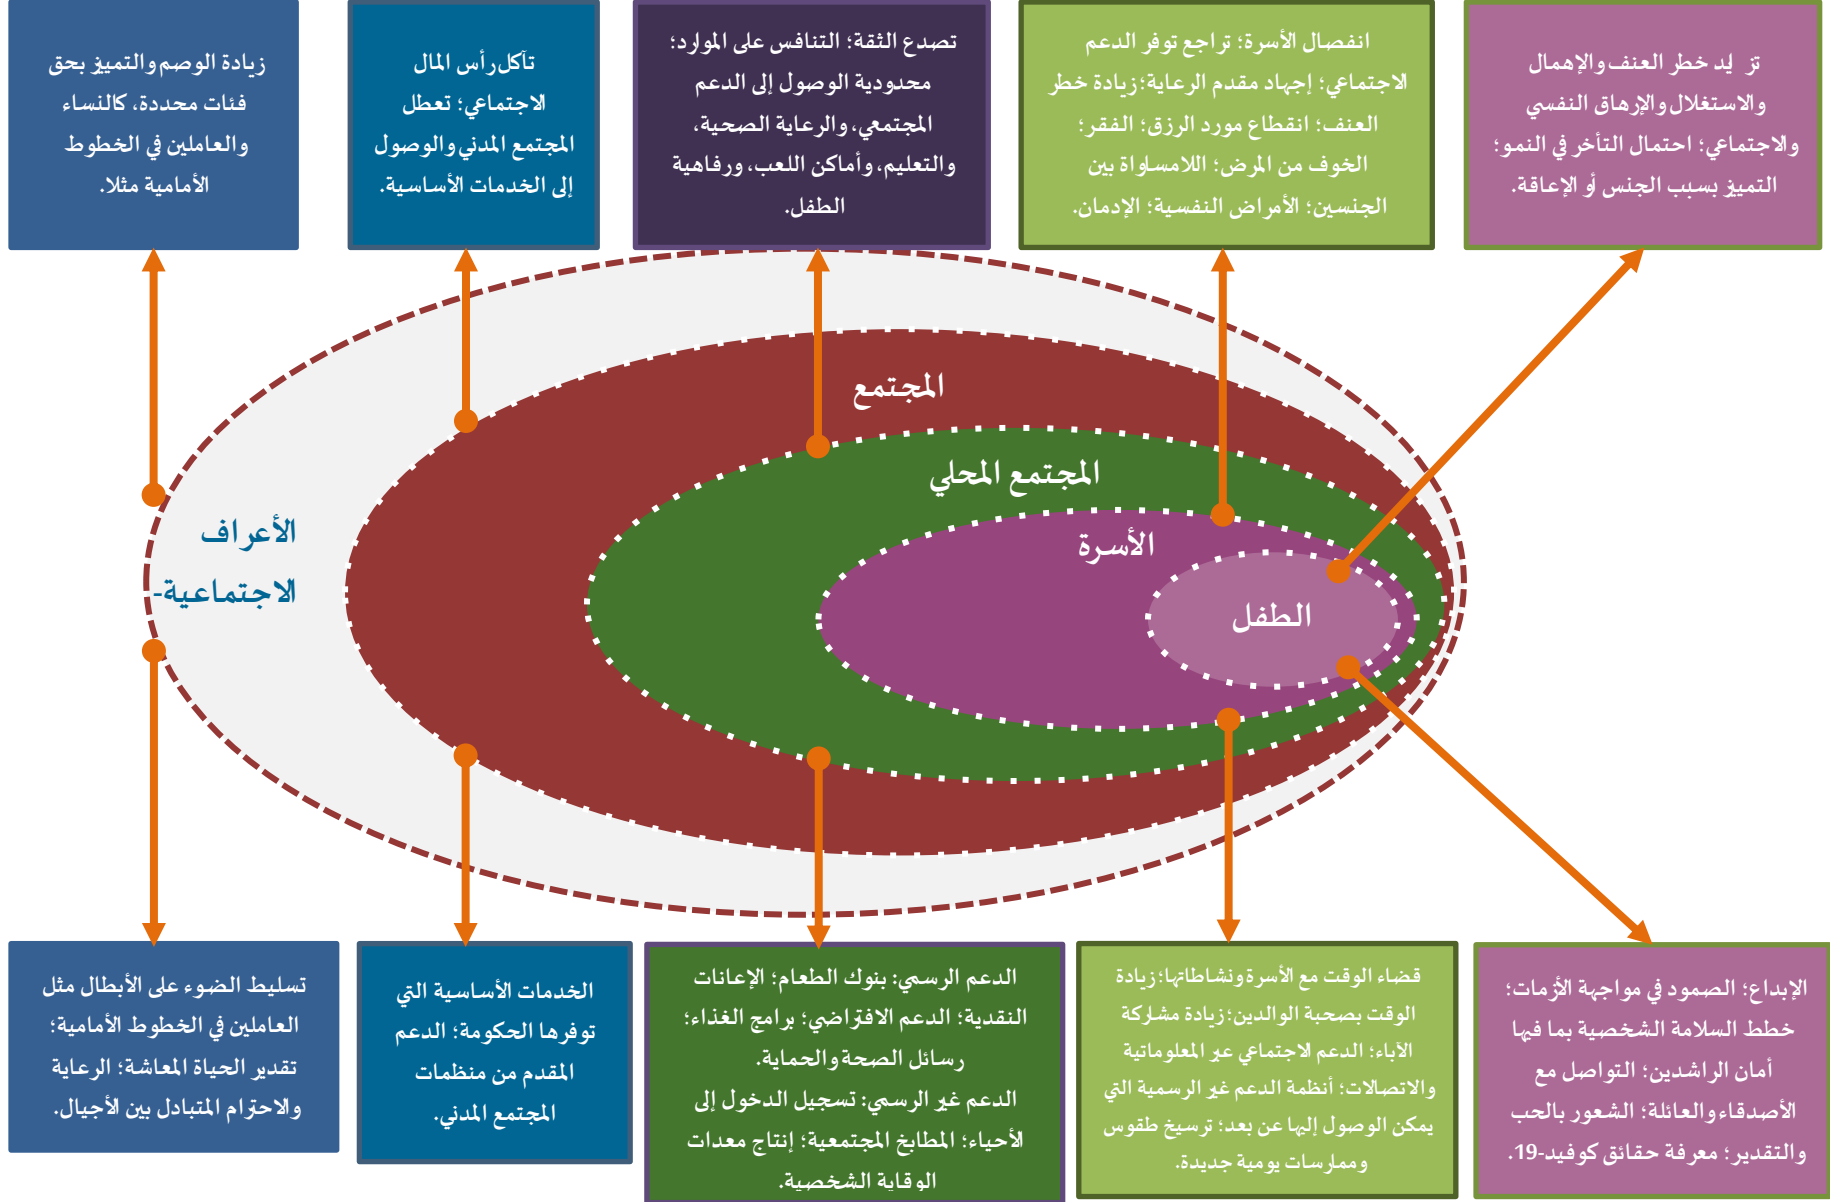 تز ايد خطر العنف والإهمال
والاستغلال والإرهاق النفسي
والاجتماعي؛ احتمال التأخر في النمو؛
التمييز بسبب الجنس أو الإعاقة.
انفصال الأسرة؛ تراجع توفر الدعم
الاجتماعي؛ إجهاد مقدم الرعاية؛ زيادة خطر
العنف؛ انقطاع مورد الرزق؛ الفقر؛
الخوف من المرض؛ اللامساواة بين
الجنسين؛ الأمراض النفسية؛ الإدمان.
تصدع الثقة؛ التنافس على الموارد؛
محدودية الوصول إلى الدعم
المجتمعي، والرعاية الصحية،
والتعليم، وأماكن اللعب، ورفاهية
الطفل.
تآكل رأس المال
الاجتماعي؛ تعطل
المجتمع المدني والوصول
إلى الخدمات الأساسية.
زيادة الوصم والتمييز بحق
فئات محددة، كالنساء
والعاملين في الخطوط
الأمامية مثلا.
المجتمع
المجتمع المحلي
الأسرة
الطفل
الأعراف
الاجتماعية-
الإبداع؛ الصمود في مواجهة الأزمات؛
خطط السلامة الشخصية بما فيها
أمان الراشدين؛ التواصل مع
الأصدقاء والعائلة؛ الشعور بالحب
والتقدير؛ معرفة حقائق كوفيد-19.
قضاء الوقت مع الأسرة ونشاطاتها؛ زيادة
الوقت بصحبة الوالدين؛ زيادة مشاركة
الآباء؛ الدعم الاجتماعي عبر المعلوماتية
والاتصالات؛ أنظمة الدعم غير الرسمية التي
يمكن الوصول إليها عن بعد؛ ترسيخ طقوس
وممارسات يومية جديدة.
الدعم الرسمي: بنوك الطعام؛ الإعانات
النقدية؛ الدعم الافتراضي؛ برامج الغذاء؛
رسائل الصحة والحماية.
الدعم غير الرسمي: تسجيل الدخول إلى
الأحياء؛ المطابخ المجتمعية؛ إنتاج معدات
الوقاية الشخصية.
الخدمات الأساسية التي
توفرها الحكومة؛ الدعم
المقدم من منظمات
المجتمع المدني.
تسليط الضوء على الأبطال مثل
العاملين في الخطوط الأمامية؛
تقدير الحياة المعاشة؛ الرعاية
والاحترام المتبادل بين الأجيال.